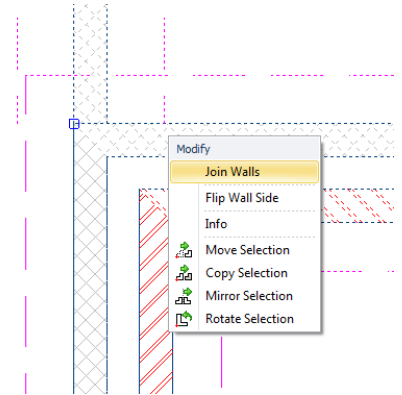 Modify
Join Walls
Flip Wall Side
Info
Move Selection
Copy Selection
Mirror Selection
Rotate Selection